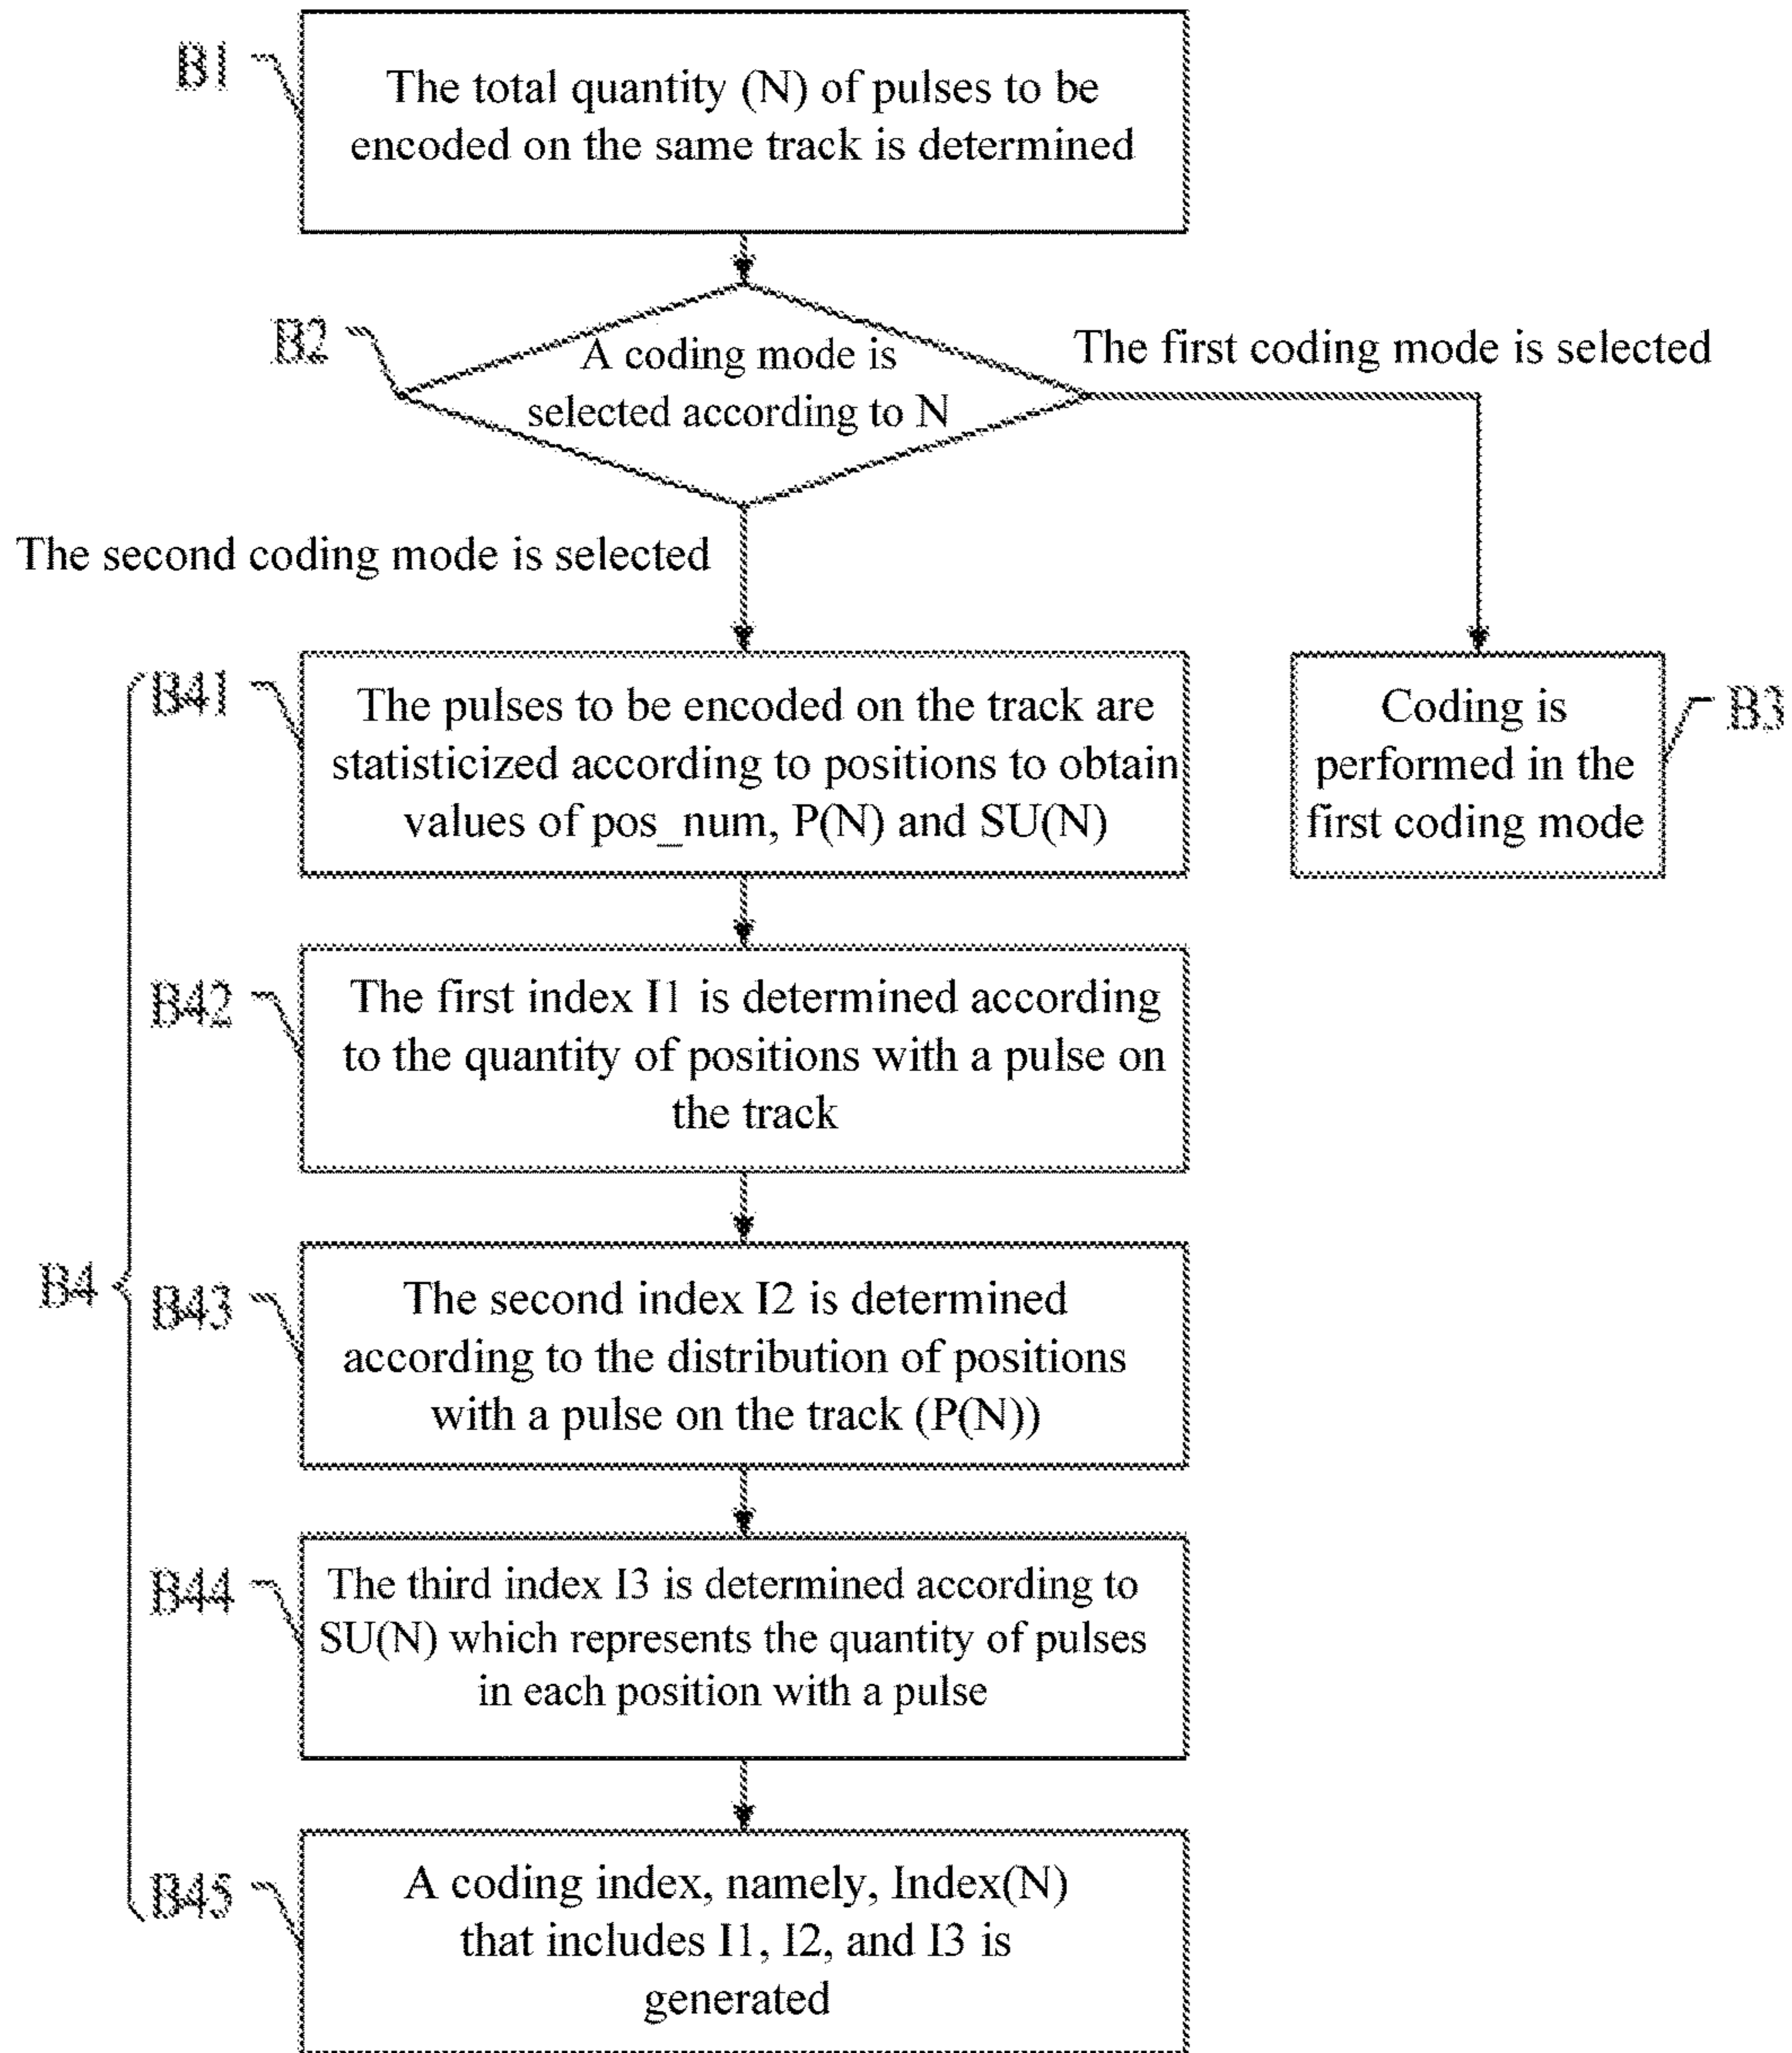 B1
The total quantity (N) of pulses to be
encoded on the same track is determined
B2
A coding mode is
selected according to N
The first coding mode is selected
The second coding mode is selected
B41
The pulses to be encoded on the track are
statisticized according to positions to obtain
values of pos_num, P(N) and SU(N)
Coding is
performed in the
first coding mode
B3
B42
The first index I1 is determined according
to the quantity of positions with a pulse on
the track
B4
B43
The second index I2 is determined
according to the distribution of positions
with a pulse on the track (P(N))
B44
The third index I3 is determined according to
SU(N) which represents the quantity of pulses
in each position with a pulse
B45
A coding index, namely, Index(N)
that includes I1, I2, and I3 is
generated